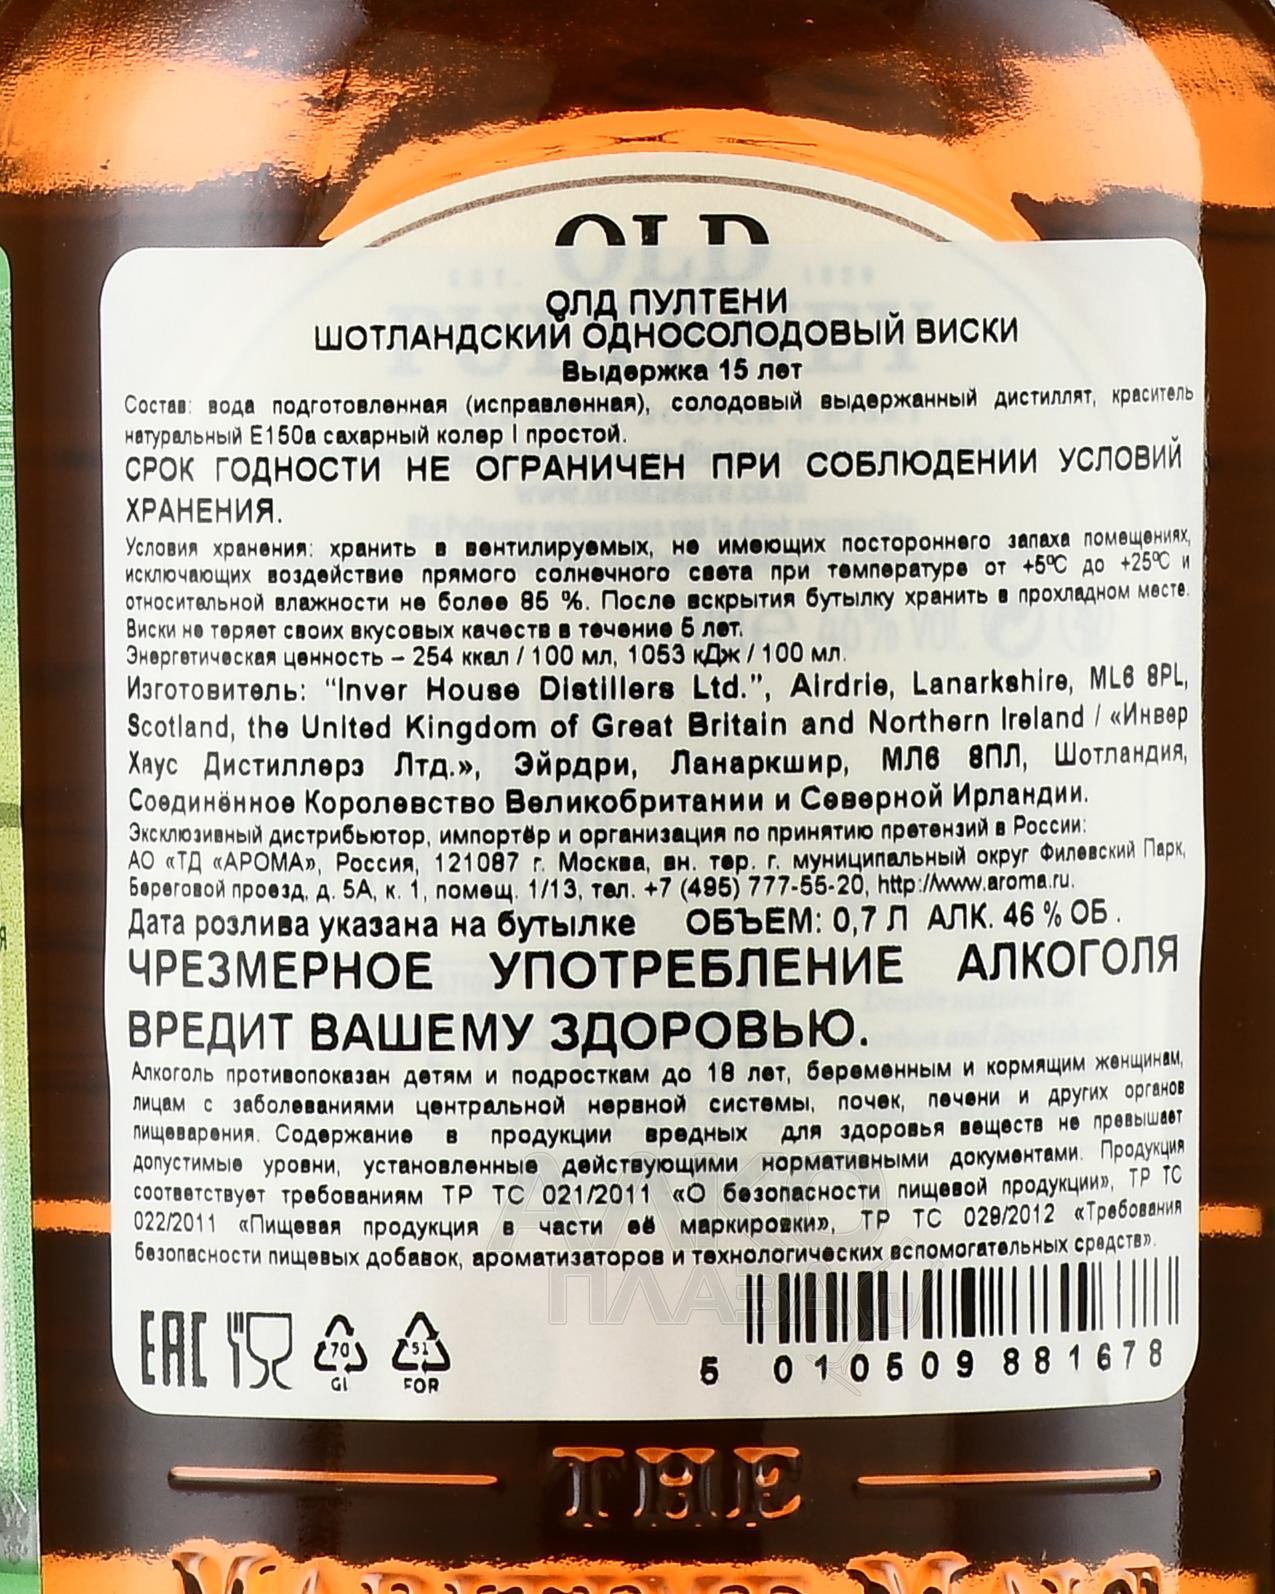 OLD
ОЛД ПУЛТЕНИ
ШОТЛАНДСКИЙ ОДНОСОЛОДОВЫЙ ВИСКИ
Выдержка 15 лет
Состав: вода подготовленная (исправленная), солодовый выдержанный дистиллят, краситель
натуральный Е150а сахарный колер I простой.
СРОК ГОДНОСТИ НЕ ОГРАНИЧЕН ПРИ СОБЛЮДЕНИИ УСЛОВИЙ
ХРАНЕНИЯ.
Условия хранения: хранить в вентилируемых, не имеющих постороннего запаха помещениях,
исключающих воздействие прямого солнечного света при температуре от +5ºС до +25ºС и
относительной влажности не более 85 %. После вскрытия бутылку хранить в прохладном месте.
Виски не теряет своих вкусовых качеств в течение 5 лет.
Энергетическая ценность – 254 ккал / 100 мл, 1053 кДж / 100 мл.
Изготовитель: "Inver House Distillers Ltd.", Airdrie, Lanarkshire, ML6 8PL,
Scotland, the United Kingdom of Great Britain and Northern Ireland / «Инвер
Хаус Дистиллерз Лтд.», Эйрдри, Ланаркшир, МЛ6 8ПЛ, Шотландия,
Соединённое Королевство Великобритании и Северной Ирландии.
Эксклюзивный дистрибьютор, импортёр и организация по принятию претензий в России:
АО «ТД «АРОМА», Россия, 121087 г. Москва, вн. тер. г. муниципальный округ Филевский Парк,
Береговой проезд, д. 5А, к. 1, помещ. 1/13, тел. +7 (495) 777-55-20, http://www.aroma.ru.
Дата розлива указана на бутылке ОБЪЕМ: 0,7 Л АЛК. 46 % ОБ .
ЧРЕЗМЕРНОЕ УПОТРЕБЛЕНИЕ АЛКОГОЛЯ
ВРЕДИТ ВАШЕМУ ЗДОРОВЬЮ.
Алкоголь противопоказан детям и подросткам до 18 лет, беременным и кормящим женщинам,
лицам с заболеваниями центральной нервной системы, почек, печени и других органов
пищеварения. Содержание в продукции вредных для здоровья веществ не превышает
допустимые уровни, установленные действующими нормативными документами. Продукция
соответствует требованиям ТР ТС 021/2011 «О безопасности пищевой продукции», ТР ТС
022/2011 «Пищевая продукция в части её маркировки», ТР ТС 029/2012 «Требования
безопасности пищевых добавок, ароматизаторов и технологических вспомогательных средств».
EAC
70
GL
51
FOR
5 010509 881678
THE
MARITIME MALT
АЛКО
ПЛАЗА.ru